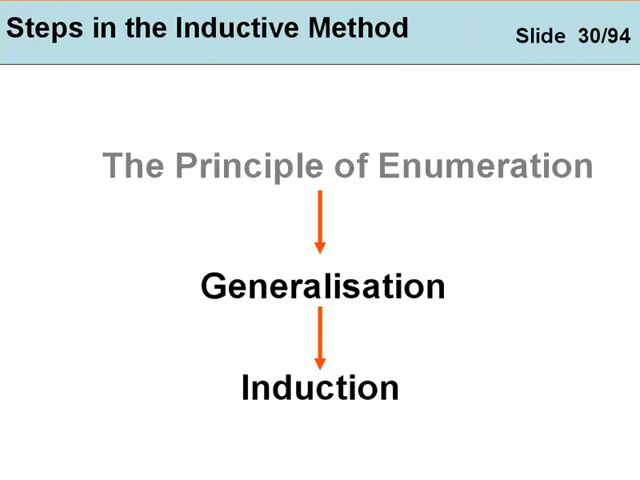 Steps in the Inductive Method
Slide 30/94
The Principle of Enumeration
Generalisation
Induction